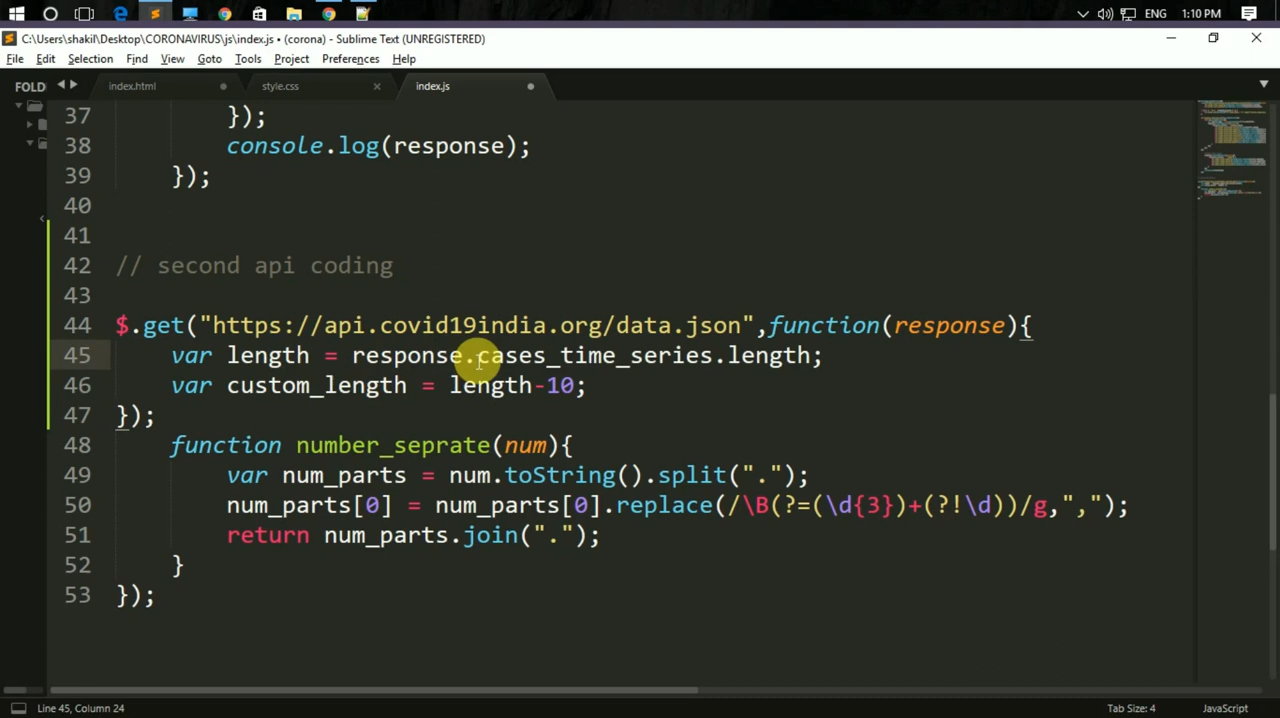 ENG 1:10 PM
C:\Users\shakil\Desktop\CORONAVIRUS\js\index.js • (corona) - Sublime Text (UNREGISTERED)
File Edit Selection Find View Goto Tools Project Preferences Help
FOLD index.html style.css index.js
37 });
38 console.log(response);
39 });
40
41
42 // second api coding
43
44 $.get("https://api.covid19india.org/data.json",function(response){
45 var length = response.cases_time_series.length;
46 var custom_length = length-10;
47 });
48 function number_seprate(num){
49 var num_parts = num.toString().split(".");
50 num_parts[0] = num_parts[0].replace(/\B(?=(\d{3})+(?!\d))/g,",");
51 return num_parts.join(".");
52 }
53 });
Line 45, Column 24 Tab Size: 4 JavaScript